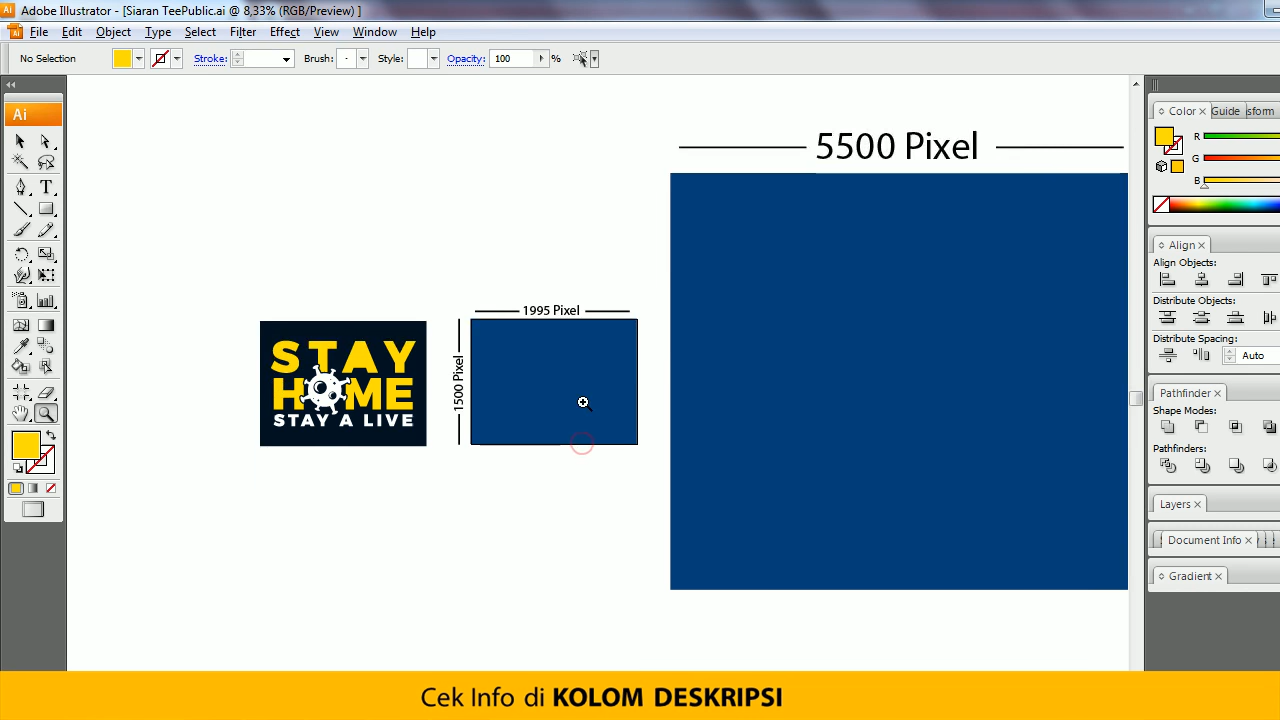 Adobe Illustrator - [Siaran TeePublic.ai @ 8,33% (RGB/Preview) ]
File Edit Object Type Select Filter Effect View Window Help
No Selection Stroke: Brush: Style: Opacity: 100 %
Ai
Color Guide sform
R
G
B
Align
Align Objects:
Distribute Objects:
Distribute Spacing:
Auto
Pathfinder
Shape Modes:
Pathfinders:
Layers
Document Info
Gradient
5500 Pixel
1995 Pixel
1500 Pixel
STAY
HOME
STAY A LIVE
Cek Info di KOLOM DESKRIPSI